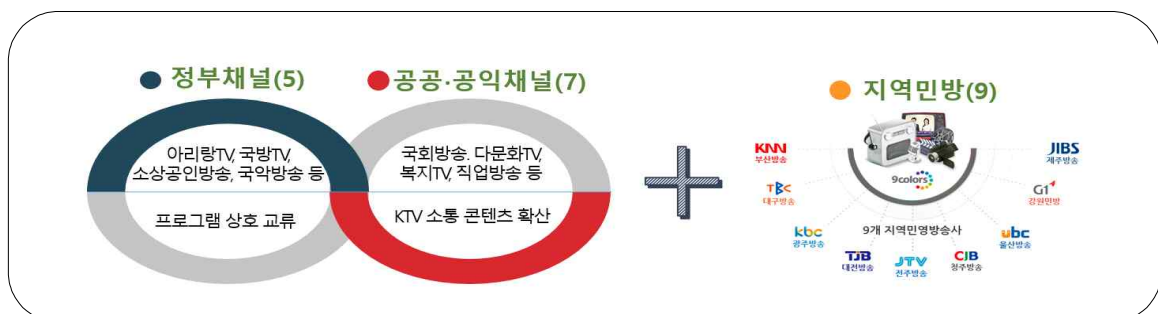 정부채널(5)
아리랑TV, 국방TV,
소상공인방송, 국악방송 등
프로그램 상호 교류
공공·공익채널(7)
국회방송. 다문화TV,
복지TV, 직업방송 등
KTV 소통 콘텐츠 확산
지역민방(9)
KNN
부산방송
TBC
대구방송
kbc
광주방송
TJB
대전방송
JTV
전주방송
CJB
청주방송
ubc
울산방송
G1
강원민방
JIBS
제주방송
9colors
9개 지역민영방송사